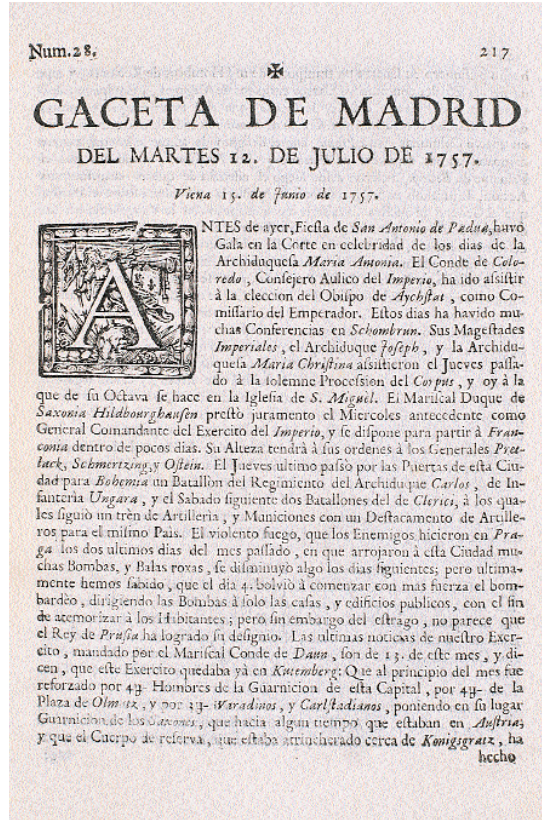 Num.28. 217
✠
GACETA DE MADRID
DEL MARTES 12. DE JULIO DE 1757.
Viena 15. de Junio de 1757.
ANTES de ayer, Fiesta de San Antonio de Padua, huvo
Gala en la Corte en celebridad de los dias de la
Archiduquesa Maria Antonia. El Conde de Colo-
redo, Consejero Aulico del Imperio, ha ido assistir
à la eleccion del Obispo de Aychstat, como Co-
missario del Emperador. Estos dias ha havido mu-
chas Conferencias en Schombrun. Sus Magestades
Imperiales, el Archiduque Joseph, y la Archidu-
quesa Maria Christina assistieron el Jueves passa-
do à la solemne Procession del Corpus, y oy à la
que de su Octava se hace en la Iglesia de S. Miguèl. El Mariscal Duque de
Saxonia Hildbourghausen prestò juramento el Miercoles antecedente como
General Comandante del Exercito del Imperio, y se dispone para partir à Fran-
conia dentro de pocos dias. Su Alteza tendrà à sus ordenes à los Generales Pret-
lack, Schmertzing, y Ostein. El Jueves ultimo passò por las Puertas de esta Ciu-
dad para Bohemia un Batallòn del Regimiento del Archiduque Carlos, de In-
fanteria Ungara, y el Sabado siguiente dos Batallones del de Clerici, à los qua-
les siguiò un trèn de Artilleria, y Municiones con un Destacamento de Artille-
ros para el mismo Pais. El violento fuego, que los Enemigos hicieron en Pra-
ga los dos ultimos dias del mes passado, en que arrojaron à esta Ciudad mu-
chas Bombas, y Balas roxas, se disminuyò algo los dias siguientes; pero ultima-
mente hemos sabido, que el dia 4. bolviò à comenzar con mas fuerza el bom-
bardèo, dirigiendo las Bombas à solo las casas, y edificios publicos, con el fin
de atemorizar à los Habitantes; pero sin embargo del estrago, no parece que
el Rey de Prusia ha logrado su designio. Las ultimas noticias de nuestro Exer-
cito, mandado por el Mariscal Conde de Daun, son de 13. de este mes, y di-
cen, que este Exercito quedaba yà en Kutemberg: Que al principio del mes fue
reforzado por 4y- Hombres de la Guarnicion de esta Capital, por 4y- de la
Plaza de Olmutz, y por 3y- Waradinos, y Carlstadianos, poniendo en su lugar
Guarnicion de los Saxones, que hacia algun tiempo que estaban en Austria;
y que el Cuerpo de reserva, que estaba atrincherado cerca de Konigsgratz, ha
hecho